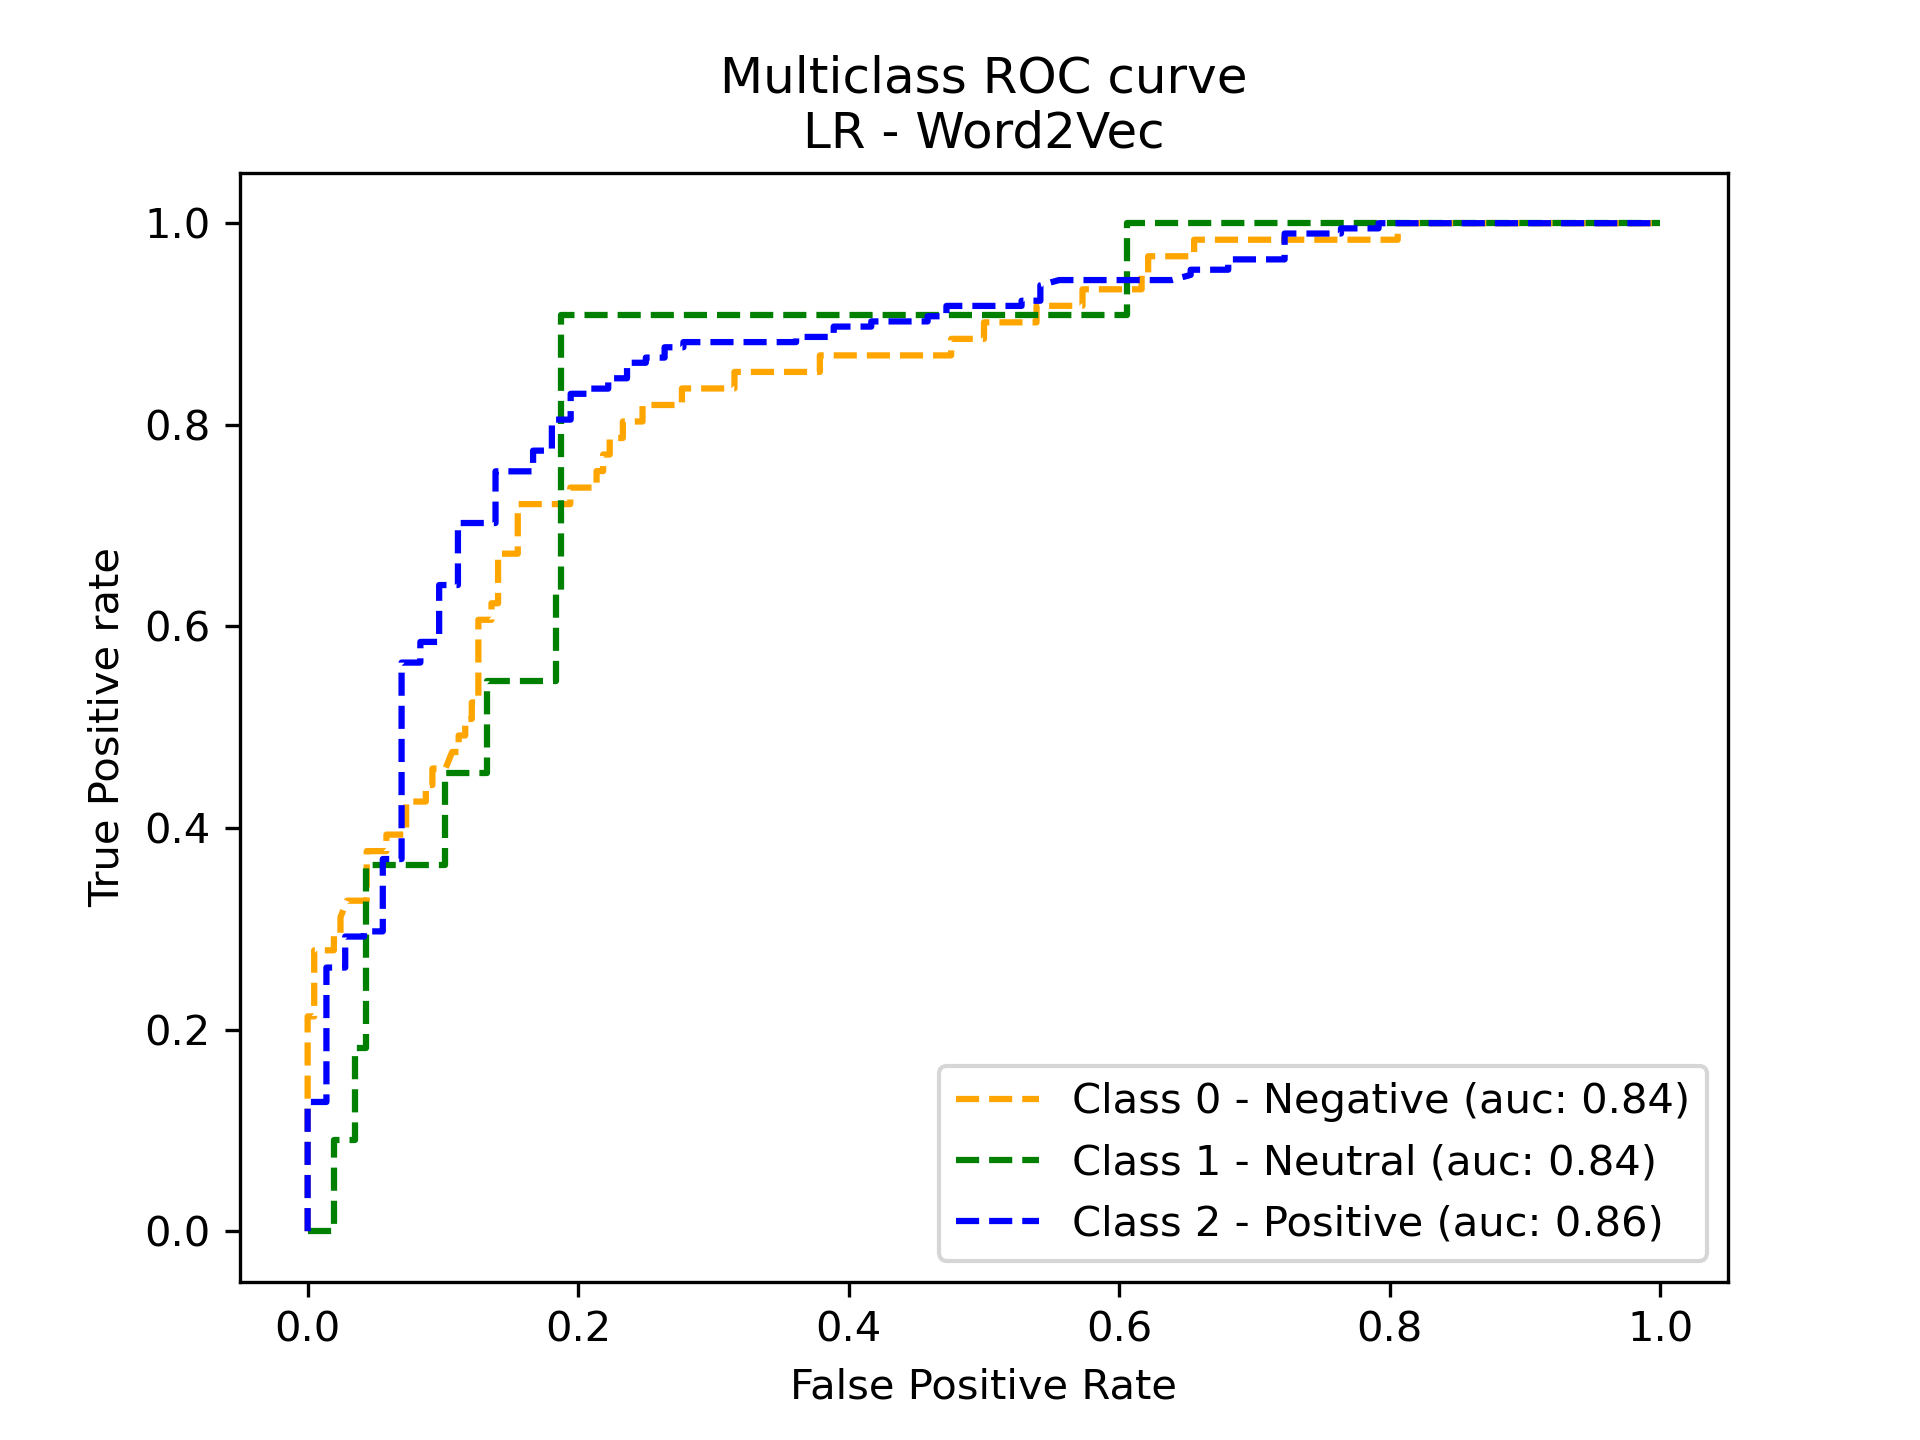 Multiclass ROC curve
LR - Word2Vec
True Positive rate
1.0
0.8
0.6
0.4
0.2
0.0
Class 0 - Negative (auc: 0.84)
Class 1 - Neutral (auc: 0.84)
Class 2 - Positive (auc: 0.86)
0.0 0.2 0.4 0.6 0.8 1.0
False Positive Rate